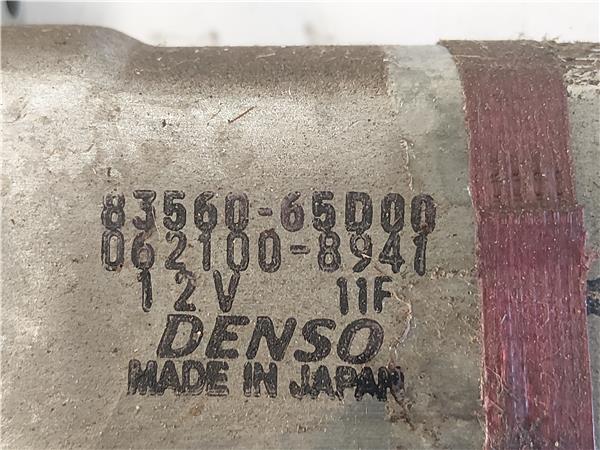 83560-65D00
062100-8941
12V 11F
DENSO
MADE IN JAPAN